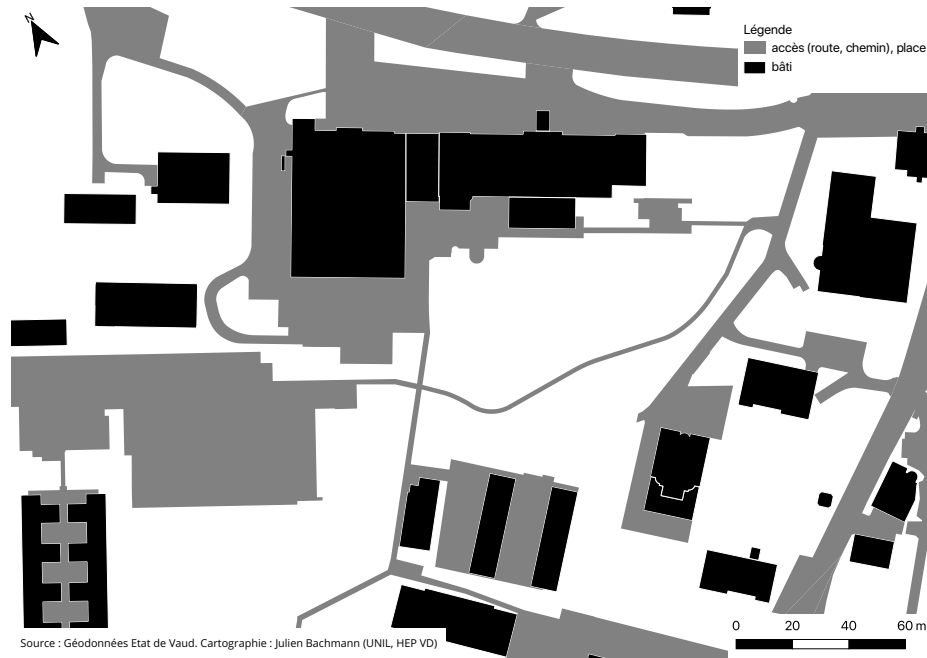 N
Légende
accès (route, chemin), place
bâti
0 20 40 60 m
Source : Géodonnées Etat de Vaud. Cartographie : Julien Bachmann (UNIL, HEP VD)